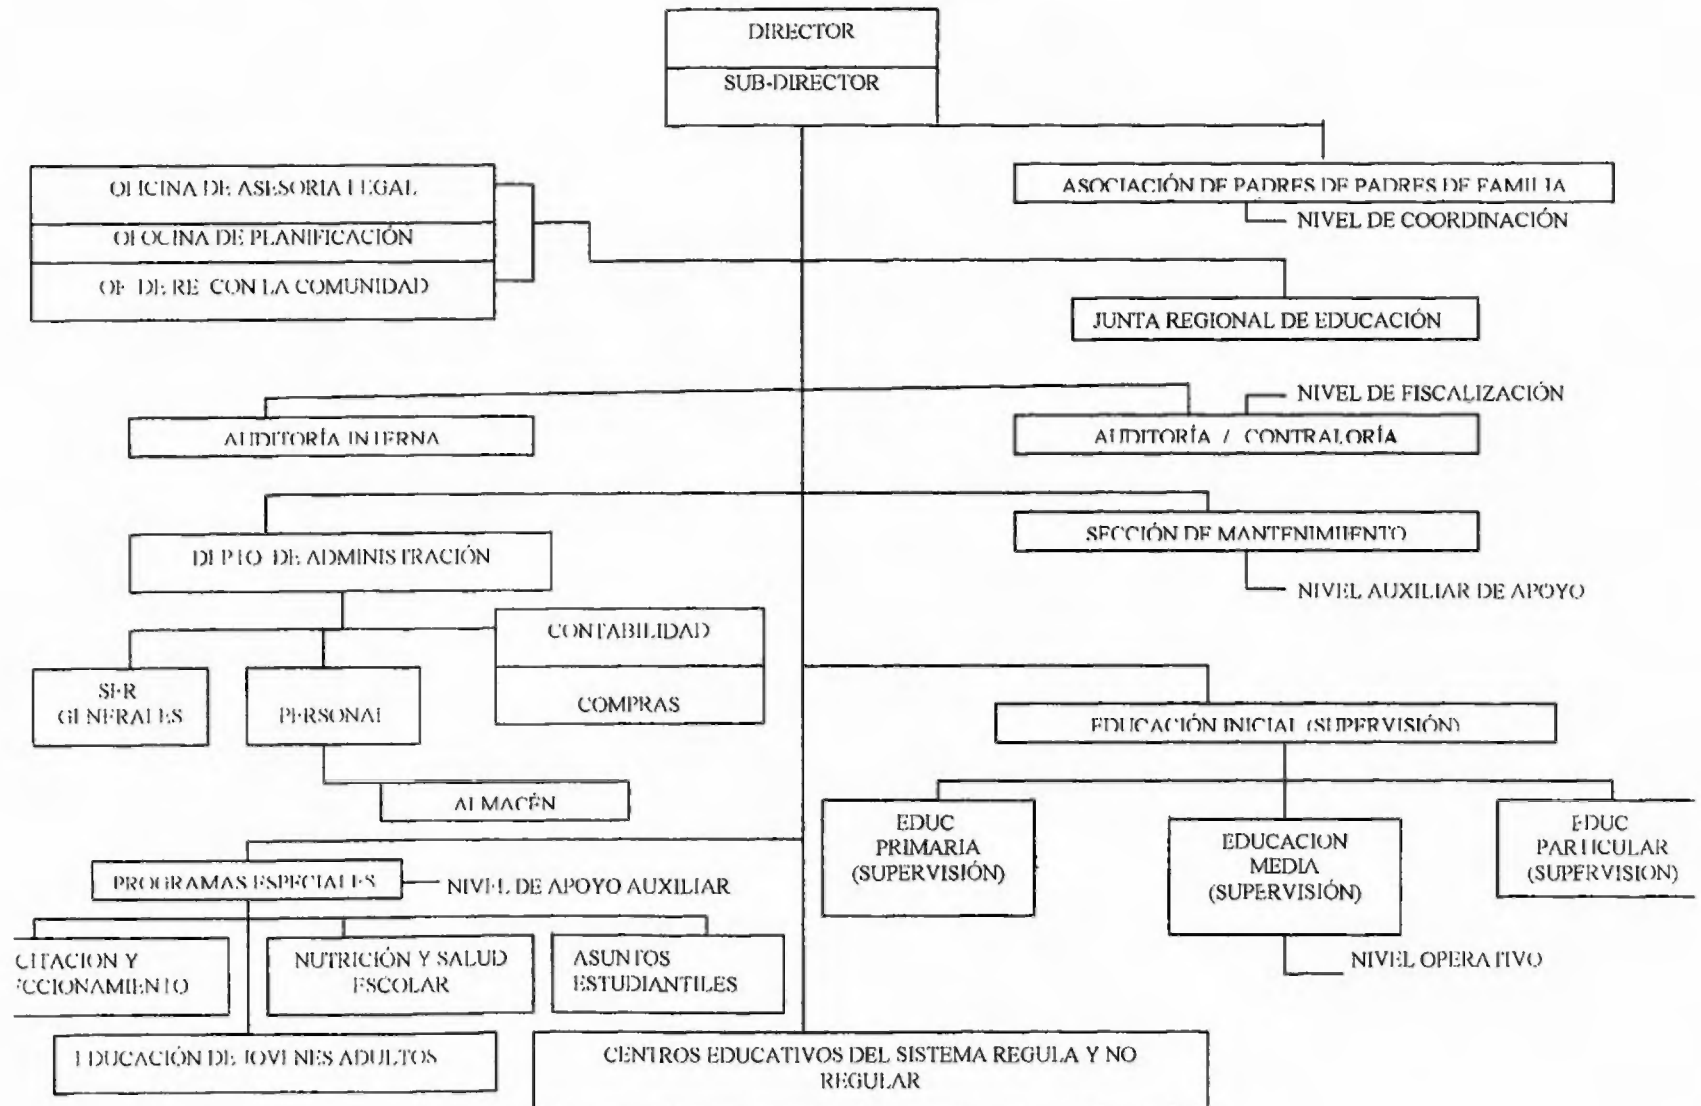 DIRECTOR
SUB-DIRECTOR
OFICINA DE ASESORIA LEGAL
OFOCINA DE PLANIFICACIÓN
OF DE RE CON LA COMUNIDAD
ASOCIACIÓN DE PADRES DE PADRES DE FAMILIA
NIVEL DE COORDINACIÓN
JUNTA REGIONAL DE EDUCACIÓN
NIVEL DE FISCALIZACIÓN
AUDITORÍA INTERNA
AUDITORÍA / CONTRALORÍA
DEPTO DE ADMINISTRACIÓN
SECCIÓN DE MANTENIMIIENTO
NIVEL AUXILIAR DE APOYO
CONTABILIDAD
COMPRAS
SER
GENERALES
PERSONAL
ALMACÉN
EDUCACIÓN INICIAL (SUPERVISIÓN)
EDUC
PRIMARIA
(SUPERVISIÓN)
EDUCACION
MEDIA
(SUPERVISIÓN)
EDUC
PARTICULAR
(SUPERVISION)
NIVEL OPERATIVO
PROGRAMAS ESPECIALES
NIVEL DE APOYO AUXILIAR
CITACION Y
CCIONAMIENTO
NUTRICIÓN Y SALUD
ESCOLAR
ASUNTOS
ESTUDIANTILES
EDUCACIÓN DE JOVENES ADULTOS
CENTROS EDUCATIVOS DEL SISTEMA REGULA Y NO
REGULAR